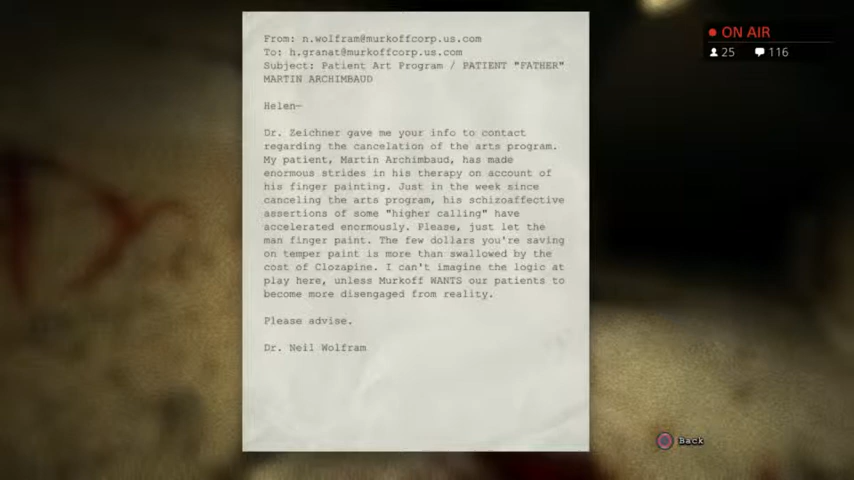 From: n.wolfram@murkoffcorp.us.com
To: h.granat@murkoffcorp.us.com
Subject: Patient Art Program / PATIENT "FATHER"
MARTIN ARCHIMBAUD
Helen—
Dr. Zeichner gave me your info to contact
regarding the cancelation of the arts program.
My patient, Martin Archimbaud, has made
enormous strides in his therapy on account of
his finger painting. Just in the week since
canceling the arts program, his schizoaffective
assertions of some "higher calling" have
accelerated enormously. Please, just let the
man finger paint. The few dollars you're saving
on temper paint is more than swallowed by the
cost of Clozapine. I can't imagine the logic at
play here, unless Murkoff WANTS our patients to
become more disengaged from reality.
Please advise.
Dr. Neil Wolfram
ON AIR
25 116
Back